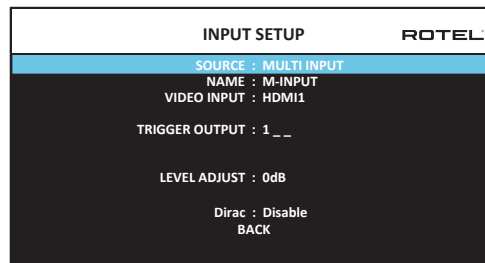 INPUT SETUP ROTEL
SOURCE : MULTI INPUT
NAME : M-INPUT
VIDEO INPUT : HDMI1
TRIGGER OUTPUT : 1 _ _
LEVEL ADJUST : 0dB
Dirac : Disable
BACK